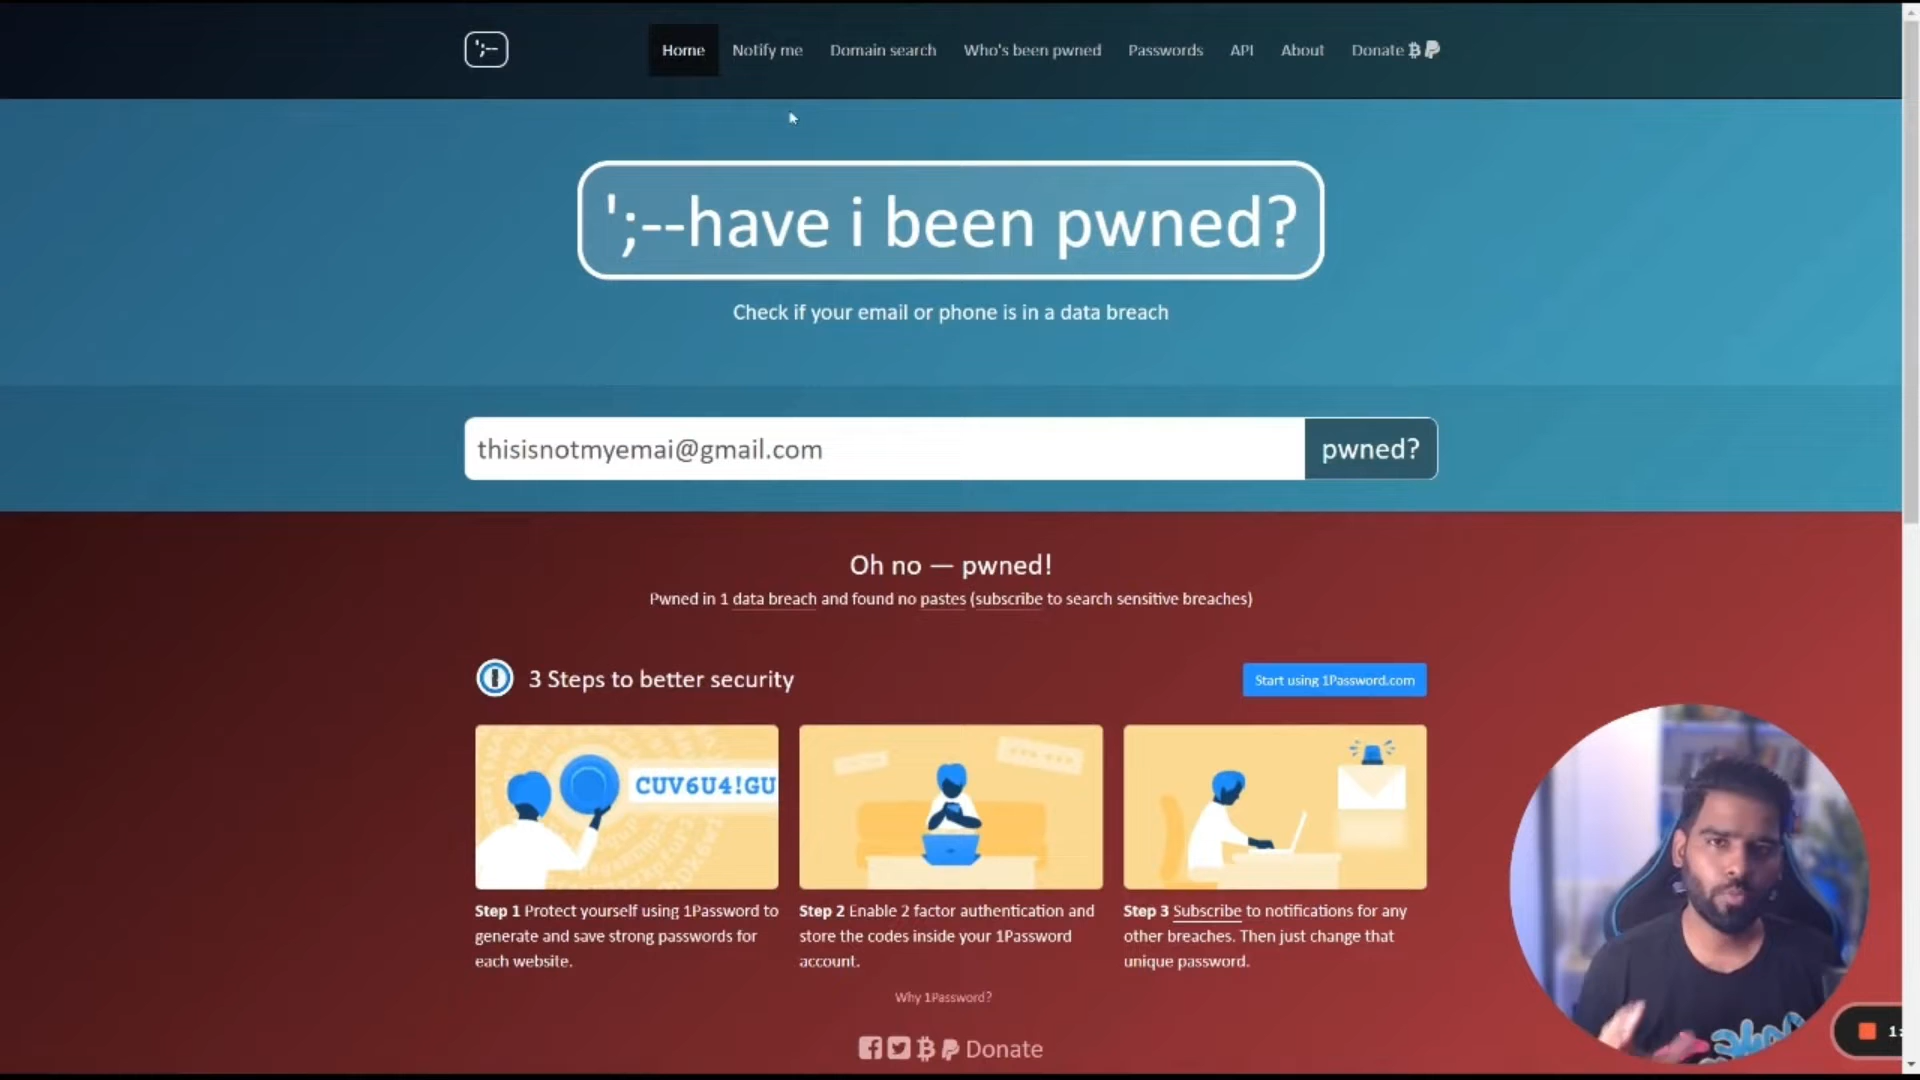 ';--
Home Notify me Domain search Who's been pwned Passwords API About Donate
';--have i been pwned?
Check if your email or phone is in a data breach
thisisnotmyemai@gmail.com pwned?
Oh no — pwned!
Pwned in 1 data breach and found no pastes (subscribe to search sensitive breaches)
3 Steps to better security Start using 1Password.com
CUV6U4!GU
Step 1 Protect yourself using 1Password to
generate and save strong passwords for
each website.
Step 2 Enable 2 factor authentication and
store the codes inside your 1Password
account.
Step 3 Subscribe to notifications for any
other breaches. Then just change that
unique password.
Why 1Password?
Donate
1: